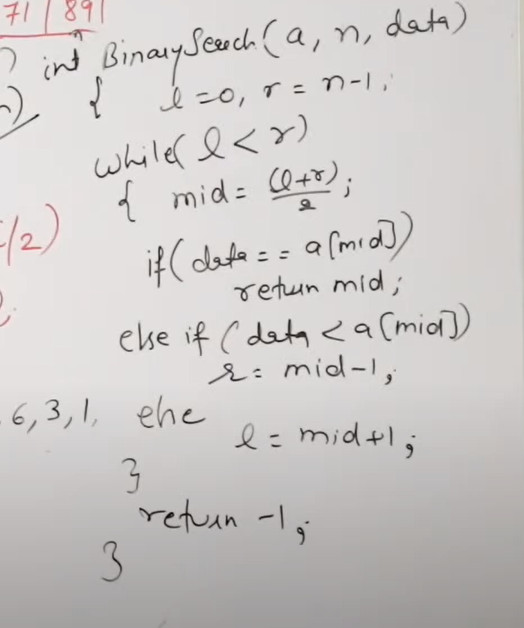 71 | 89
int BinarySearch(a, n, data)
{ l=0, r = n-1,
while( l < r)
{ mid = (l+r)/2 ;
/2)
if( data == a[mid])
return mid;
else if ( data < a[mid])
r = mid-1;
6, 3, 1, else
l = mid+1;
}
return -1;
}